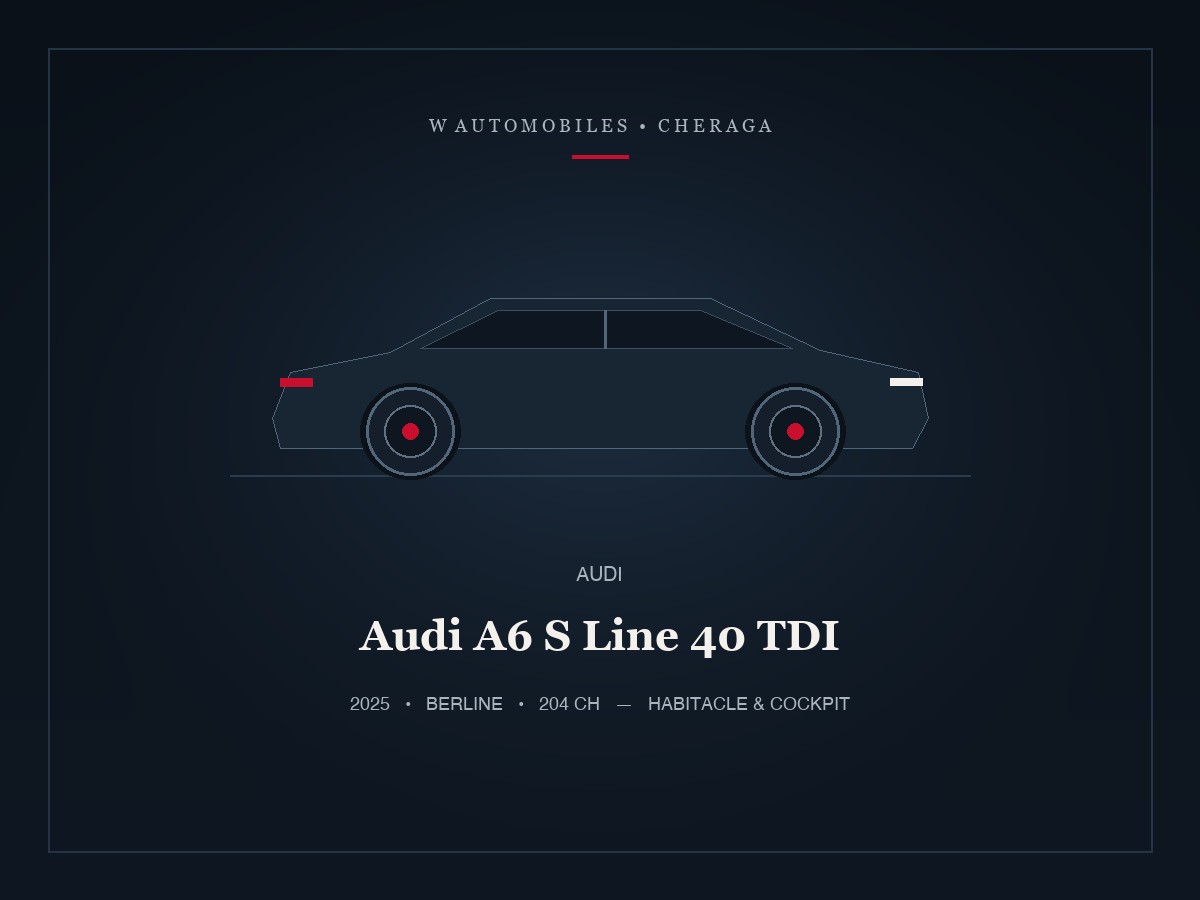 W AUTOMOBILES • CHERAGA
AUDI
Audi A6 S Line 40 TDI
2025 • BERLINE • 204 CH — HABITACLE & COCKPIT